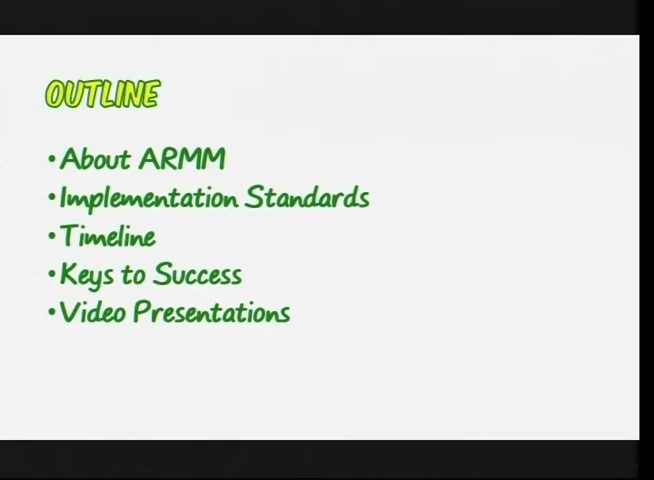 OUTLINE
•About ARMM
•Implementation Standards
•Timeline
•Keys to Success
•Video Presentations